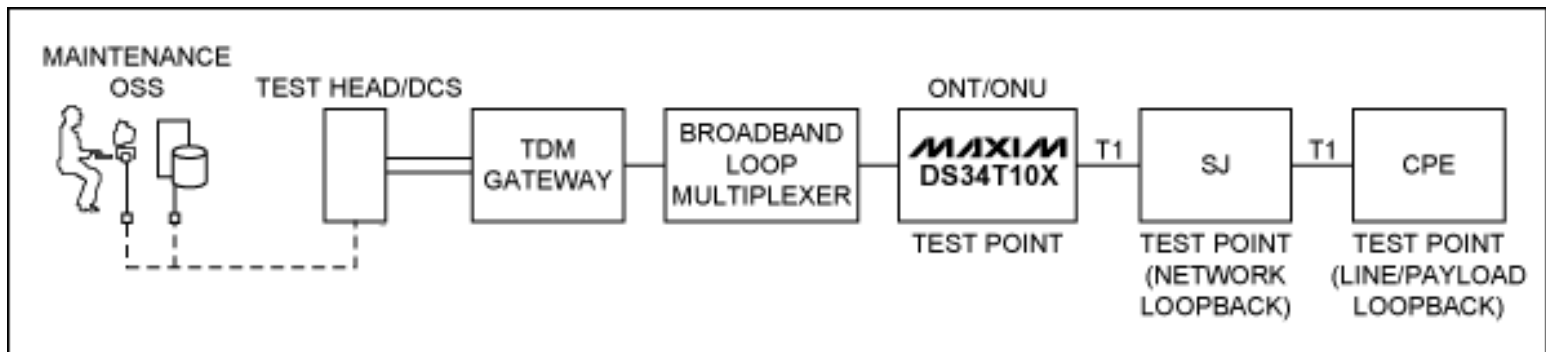 MAINTENANCE
OSS
TEST HEAD/DCS
TDM
GATEWAY
BROADBAND
LOOP
MULTIPLEXER
ONT/ONU
MAXIM
DS34T10X
TEST POINT
T1
SJ
TEST POINT
(NETWORK
LOOPBACK)
T1
CPE
TEST POINT
(LINE/PAYLOAD
LOOPBACK)